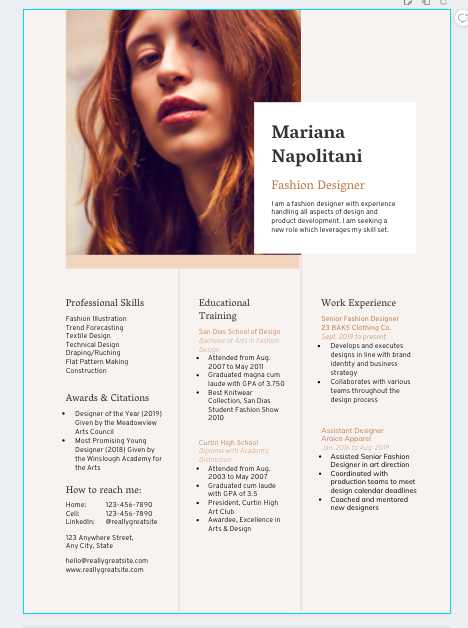 Mariana
Napolitani
Fashion Designer
I am a fashion designer with experience
handling all aspects of design and
product development. I am seeking a
new role which leverages my skill set.
Professional Skills
Fashion Illustration
Trend Forecasting
Textile Design
Technical Design
Draping/Ruching
Flat Pattern Making
Construction
Awards & Citations
• Designer of the Year (2019)
Given by the Meadowview
Arts Council
• Most Promising Young
Designer (2018) Given by
the Winslough Academy for
the Arts
How to reach me:
Home: 123-456-7890
Cell: 123-456-7890
LinkedIn: @reallygreatsite
123 Anywhere Street,
Any City, State
hello@reallygreatsite.com
www.reallygreatsite.com
Educational
Training
San Dias School of Design
Bachelor of Arts in Fashion
Design
• Attended from Aug.
2007 to May 2011
• Graduated magna cum
laude with GPA of 3.750
• Best Knitwear
Collection, San Dias
Student Fashion Show
2010
Curtin High School
Diploma with Academic
Distinction
• Attended from Aug.
2003 to May 2007
• Graduated cum laude
with GPA of 3.5
• President, Curtin High
Art Club
• Awardee, Excellence in
Arts & Design
Work Experience
Senior Fashion Designer
23 BAKS Clothing Co.
Sept. 2019 to present
• Develops and executes
designs in line with brand
identity and business
strategy
• Collaborates with various
teams throughout the
design process
Assistant Designer
Araica Apparel
Jan. 2016 to Aug. 2019
• Assisted Senior Fashion
Designer in art direction
• Coordinated with
production teams to meet
design calendar deadlines
• Coached and mentored
new designers